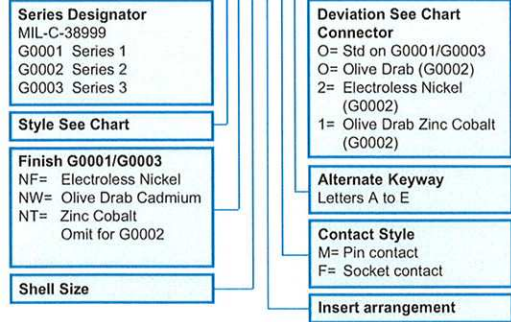 Series Designator
MIL-C-38999
G0001 Series 1
G0002 Series 2
G0003 Series 3
Style See Chart
Finish G0001/G0003
NF= Electroless Nickel
NW= Olive Drab Cadmium
NT= Zinc Cobalt
Omit for G0002
Shell Size
Deviation See Chart
Connector
O= Std on G0001/G0003
O= Olive Drab (G0002)
2= Electroless Nickel
(G0002)
1= Olive Drab Zinc Cobalt
(G0002)
Alternate Keyway
Letters A to E
Contact Style
M= Pin contact
F= Socket contact
Insert arrangement